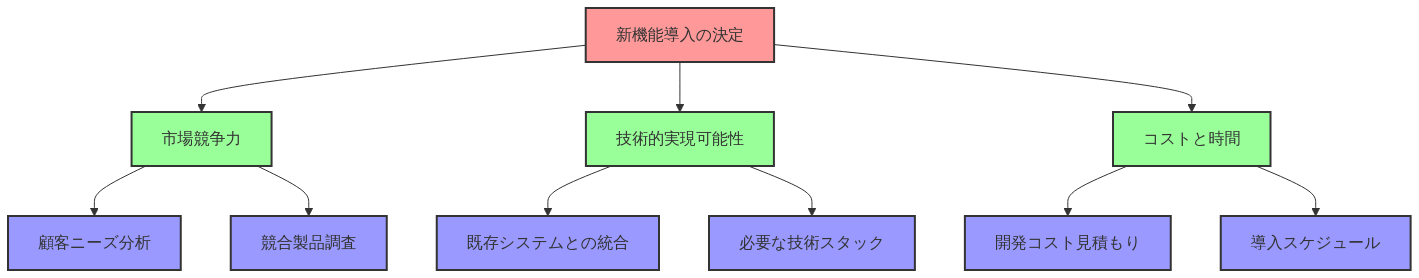 新機能導入の決定
市場競争力
技術的実現可能性
コストと時間
顧客ニーズ分析
競合製品調査
既存システムとの統合
必要な技術スタック
開発コスト見積もり
導入スケジュール